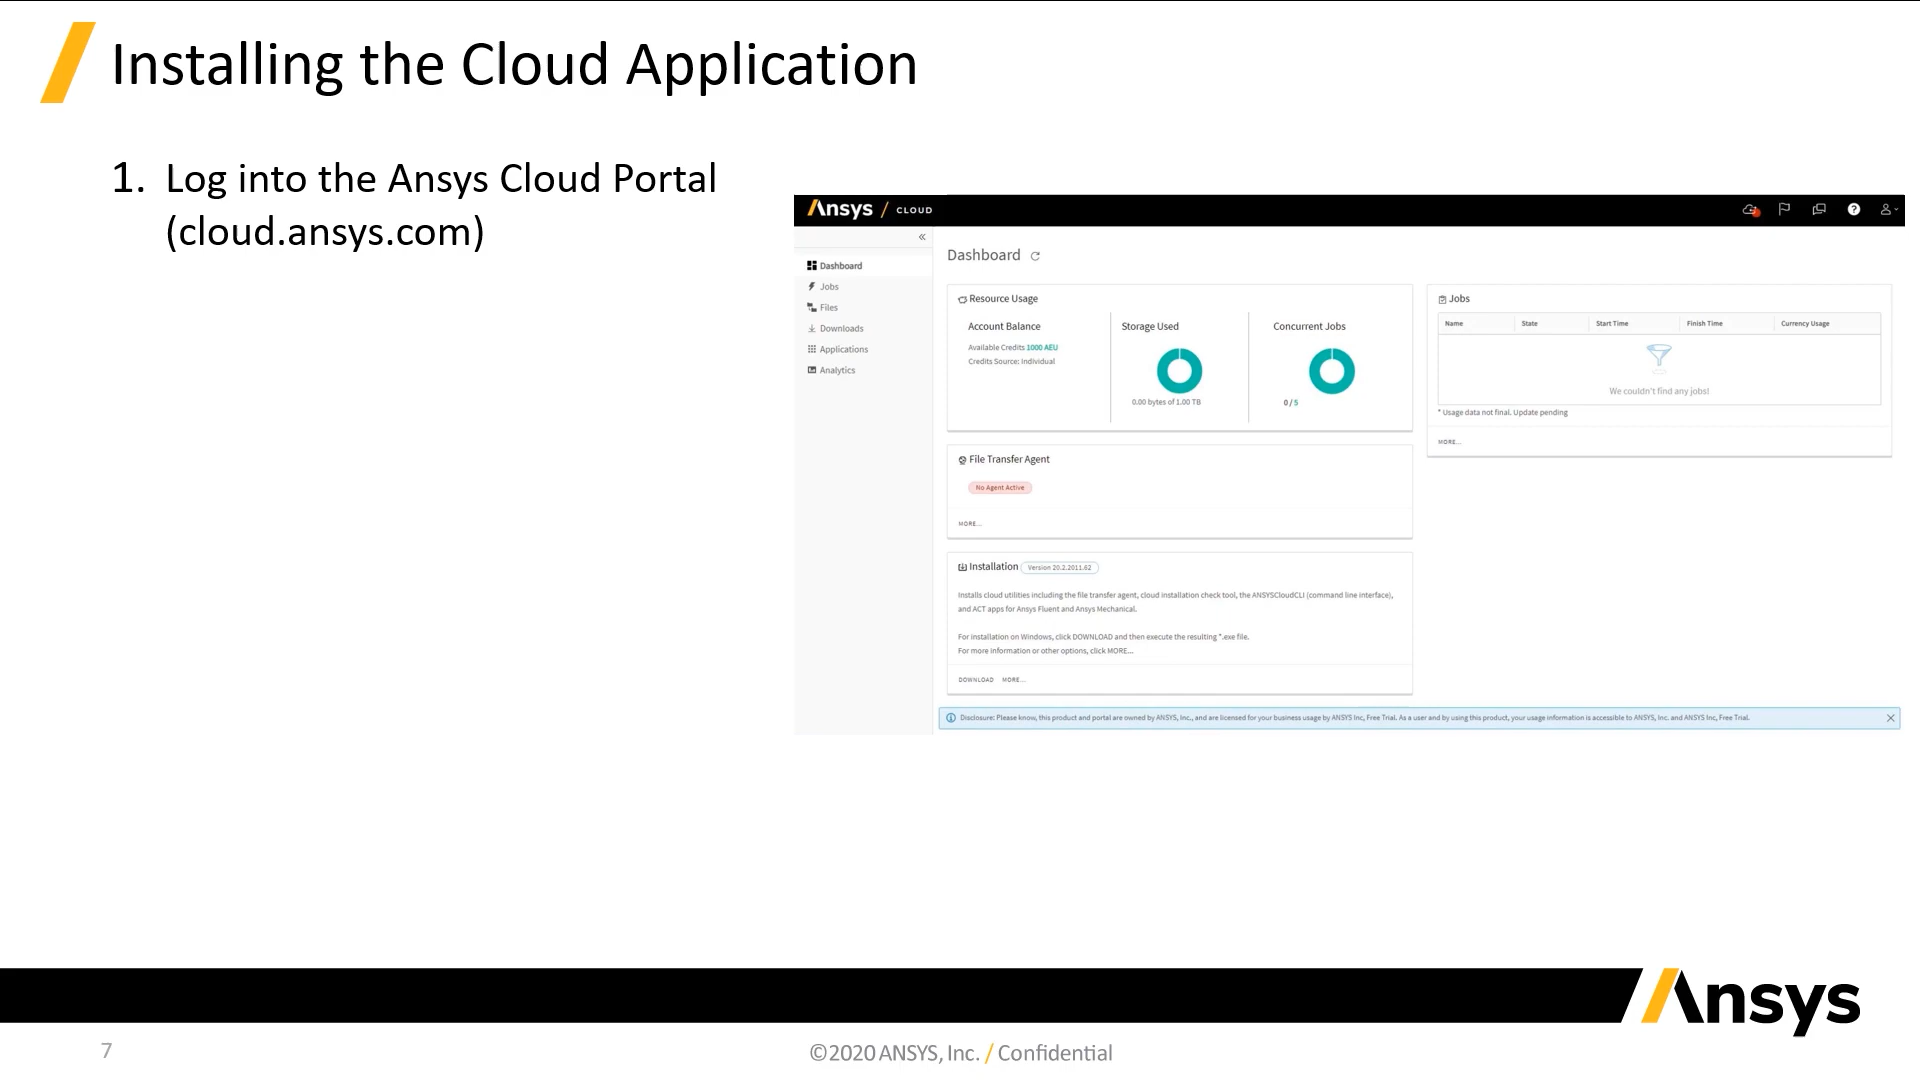 Installing the Cloud Application
1. Log into the Ansys Cloud Portal
(cloud.ansys.com)
Ansys / CLOUD
«
Dashboard
Jobs
Files
Downloads
Applications
Analytics
Dashboard
Resource Usage
Account Balance
Available Credits 1000 AEU
Credits Source: Individual
Storage Used
0.00 bytes of 1.00 TB
Concurrent Jobs
0 / 5
Jobs
Name State Start Time Finish Time Currency Usage
We couldn't find any jobs!
* Usage data not final. Update pending
MORE...
File Transfer Agent
No Agent Active
MORE...
Installation Version 20.2.2011.62
Installs cloud utilities including the file transfer agent, cloud installation check tool, the ANSYSCloudCLI (command line interface),
and ACT apps for Ansys Fluent and Ansys Mechanical.
For installation on Windows, click DOWNLOAD and then execute the resulting *.exe file.
For more information or other options, click MORE...
DOWNLOAD MORE...
Disclosure: Please know, this product and portal are owned by ANSYS, Inc., and are licensed for your business usage by ANSYS Inc, Free Trial. As a user and by using this product, your usage information is accessible to ANSYS, Inc. and ANSYS Inc, Free Trial.
Ansys
7
©2020 ANSYS, Inc. / Confidential